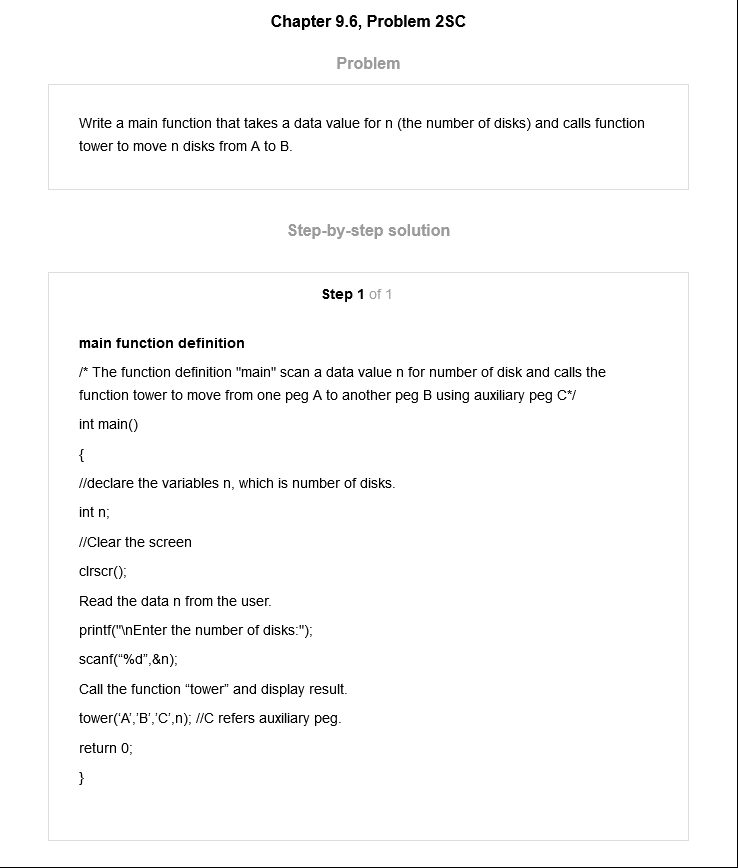 Chapter 9.6, Problem 2SC
Problem
Write a main function that takes a data value for n (the number of disks) and calls function
tower to move n disks from A to B.
Step-by-step solution
Step 1 of 1
main function definition
/* The function definition "main" scan a data value n for number of disk and calls the
function tower to move from one peg A to another peg B using auxiliary peg C*/
int main()
{
//declare the variables n, which is number of disks.
int n;
//Clear the screen
clrscr();
Read the data n from the user.
printf("\nEnter the number of disks:");
scanf(“%d”,&n);
Call the function “tower” and display result.
tower(‘A’,’B’,’C’,n); //C refers auxiliary peg.
return 0;
}